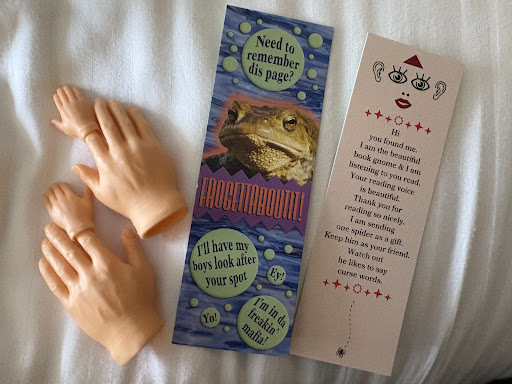 Need to
remember
dis page?
FROGETTABOUTIT!
I'll have my
boys look after
your spot
Ey!
Yo!
I'm in da
freakin'
mafia!
Hi
you found me.
I am the beautiful
book gnome & I am
listening to you read.
Your reading voice
is beautiful.
Thank you for
reading so nicely.
I am sending
one spider as a gift.
Keep him as your friend.
Watch out
he likes to say
curse words.